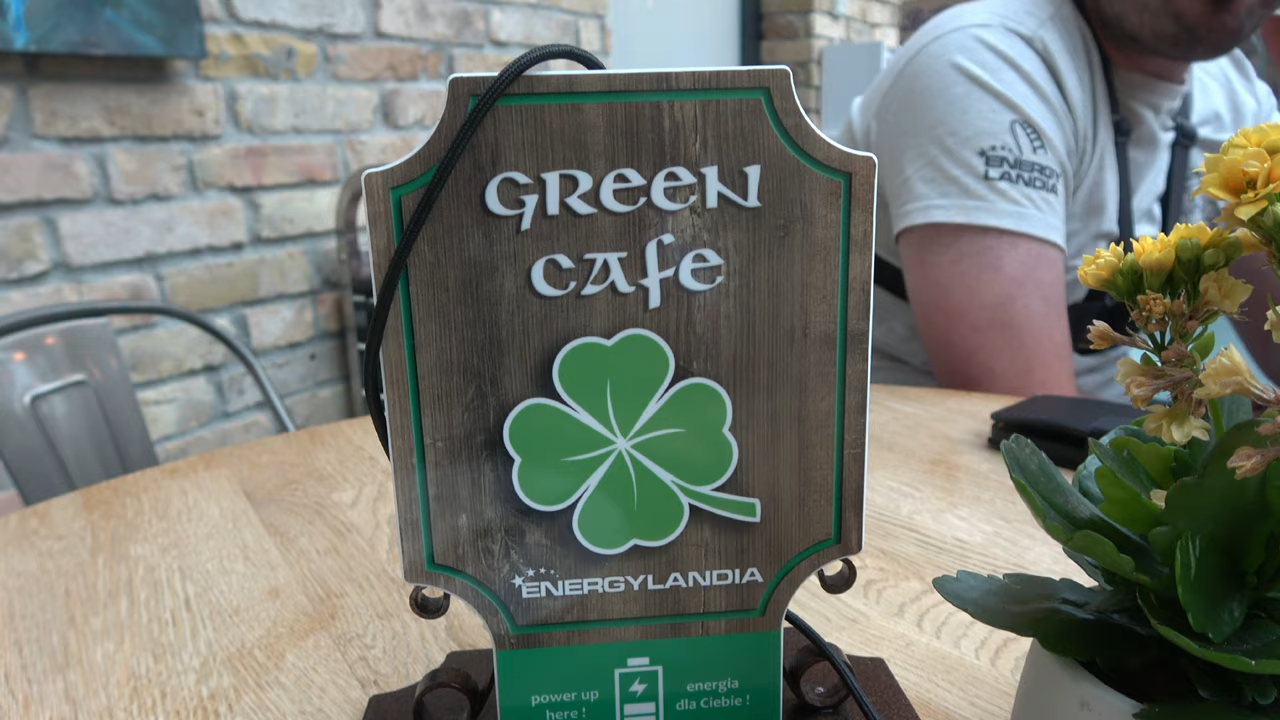 GREEN
CAFE
ENERGYLANDIA
power up
here !
energia
dla Ciebie !
ENERGY
LANDIA